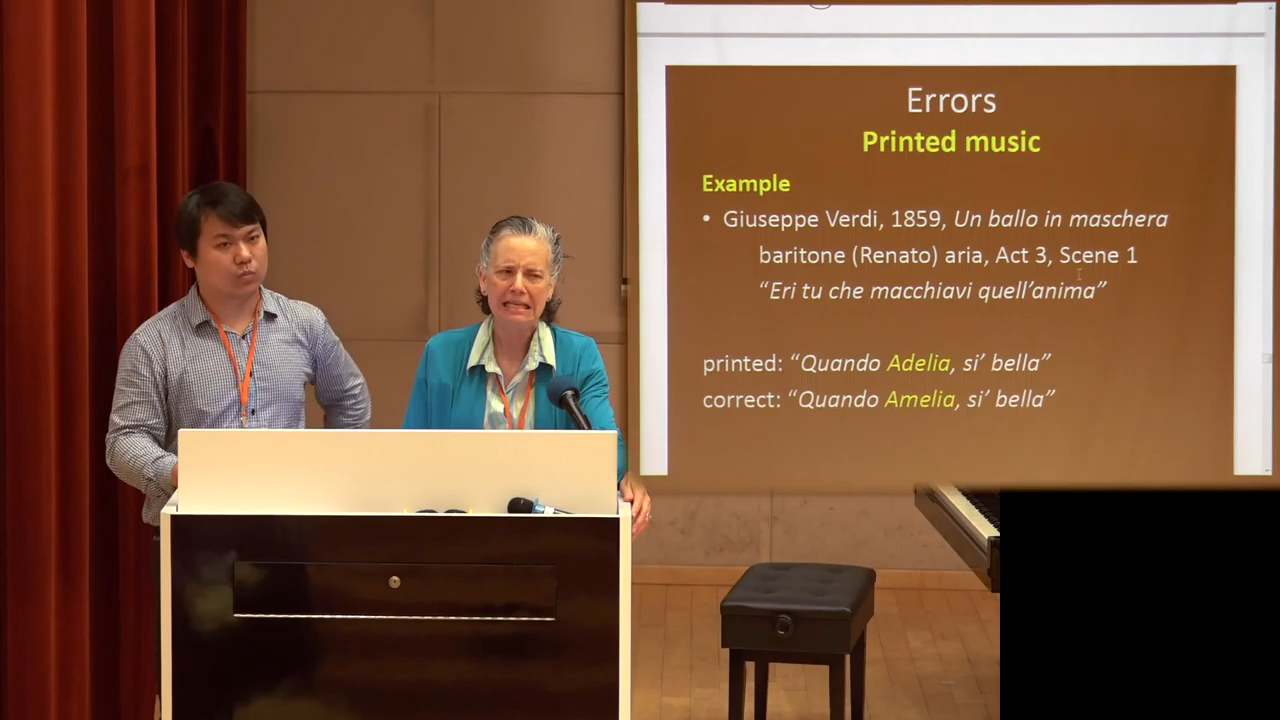 Errors
Printed music
Example
• Giuseppe Verdi, 1859, Un ballo in maschera
baritone (Renato) aria, Act 3, Scene 1
“Eri tu che macchiavi quell’anima”
printed: “Quando Adelia, si’ bella”
correct: “Quando Amelia, si’ bella”